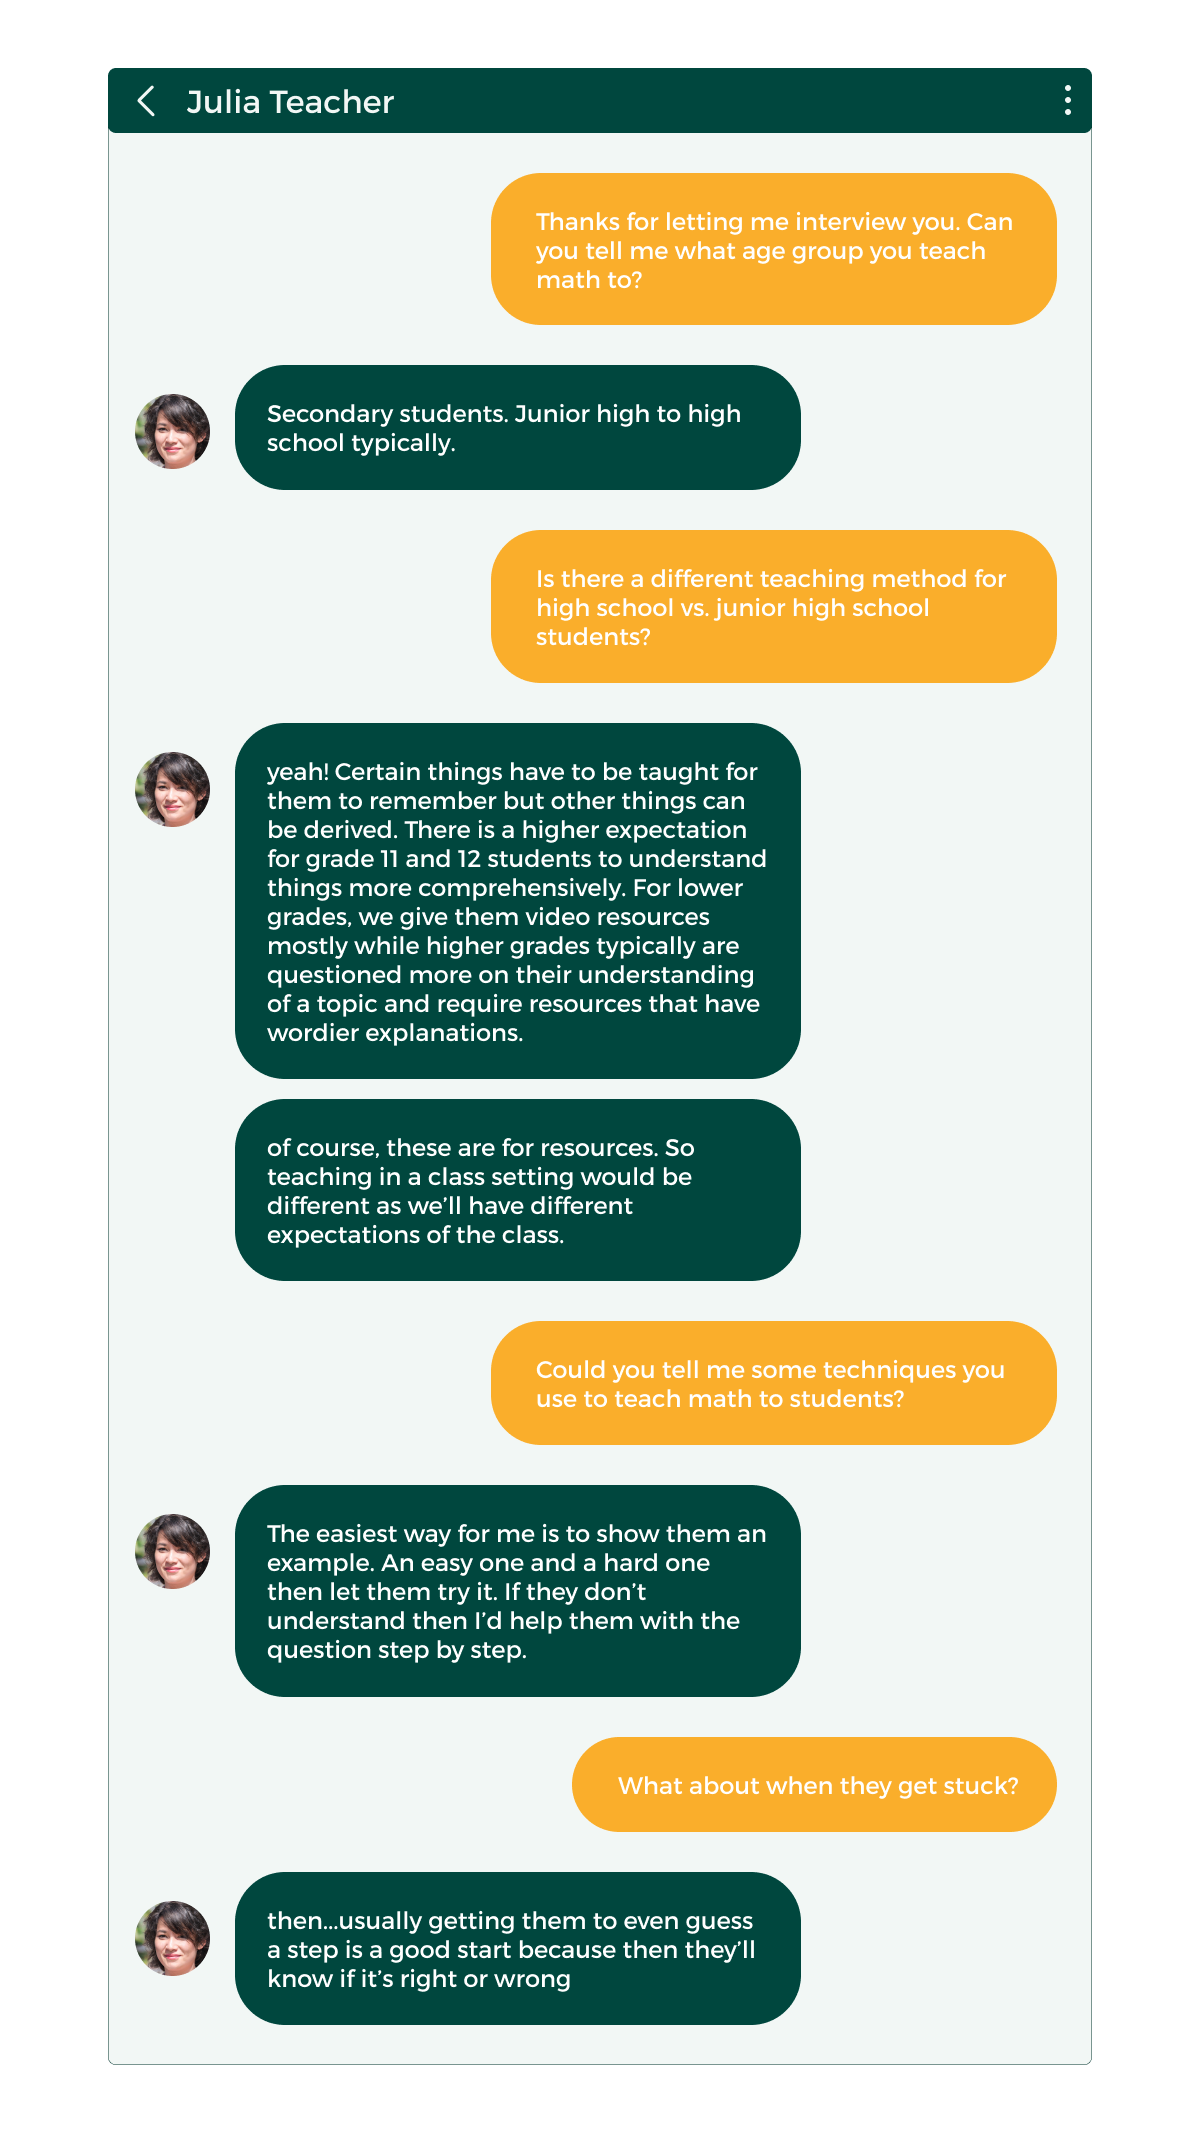 Julia Teacher
Thanks for letting me interview you. Can
you tell me what age group you teach
math to?
Secondary students. Junior high to high
school typically.
Is there a different teaching method for
high school vs. junior high school
students?
yeah! Certain things have to be taught for
them to remember but other things can
be derived. There is a higher expectation
for grade 11 and 12 students to understand
things more comprehensively. For lower
grades, we give them video resources
mostly while higher grades typically are
questioned more on their understanding
of a topic and require resources that have
wordier explanations.
of course, these are for resources. So
teaching in a class setting would be
different as we’ll have different
expectations of the class.
Could you tell me some techniques you
use to teach math to students?
The easiest way for me is to show them an
example. An easy one and a hard one
then let them try it. If they don’t
understand then I’d help them with the
question step by step.
What about when they get stuck?
then...usually getting them to even guess
a step is a good start because then they’ll
know if it’s right or wrong